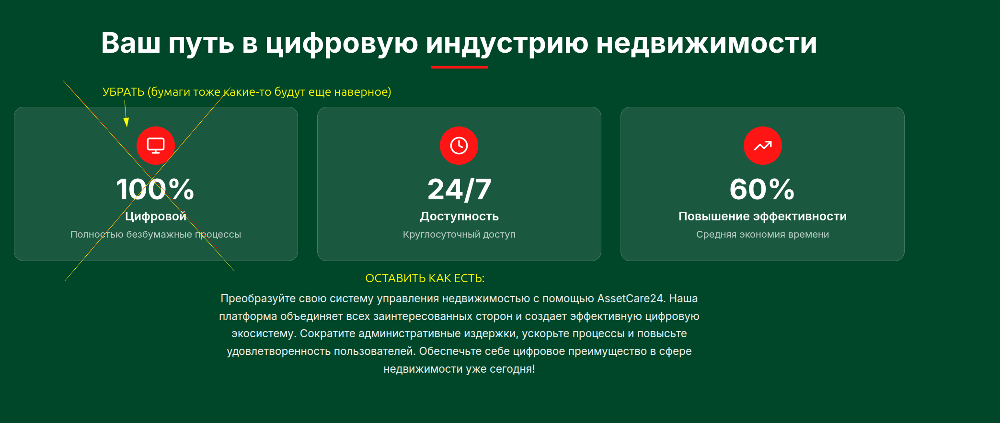 Ваш путь в цифровую индустрию недвижимости
УБРАТЬ (бумаги тоже какие-то будут еще наверное)
100%
Цифровой
Полностью безбумажные процессы
24/7
Доступность
Круглосуточный доступ
60%
Повышение эффективности
Средняя экономия времени
ОСТАВИТЬ КАК ЕСТЬ:
Преобразуйте свою систему управления недвижимостью с помощью AssetCare24. Наша
платформа объединяет всех заинтересованных сторон и создает эффективную цифровую
экосистему. Сократите административные издержки, ускорьте процессы и повысьте
удовлетворенность пользователей. Обеспечьте себе цифровое преимущество в сфере
недвижимости уже сегодня!